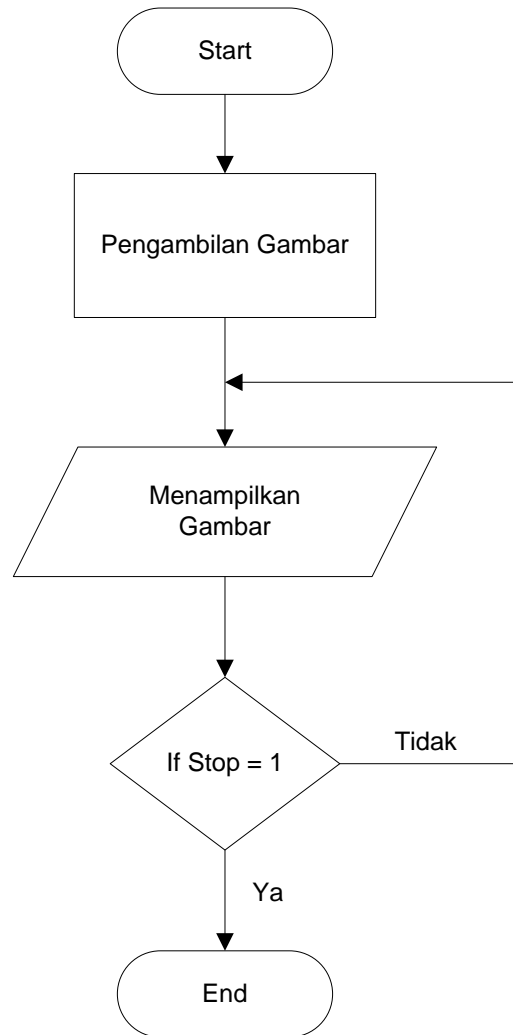 Start
Pengambilan Gambar
Menampilkan
Gambar
If Stop = 1
Tidak
Ya
End